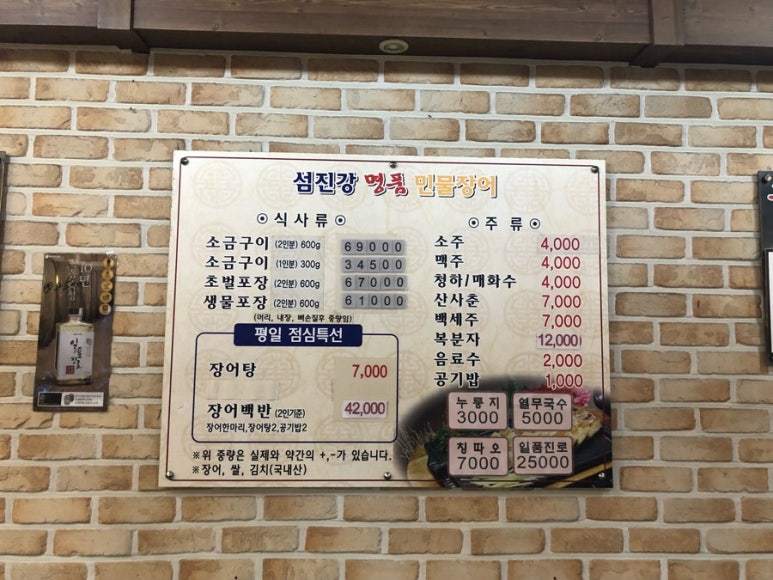 섬진강 명품 민물장어
⊙ 식 사 류 ⊙
소금구이 (2인분) 600g 69000
소금구이 (1인분) 300g 34500
초벌포장 (2인분) 600g 67000
생물포장 (2인분) 600g 61000
(머리, 내장, 뼈손질후 중량임)
평일 점심특선
장어탕 7,000
장어백반 (2인기준) 42,000
장어한마리,장어탕2,공기밥2
※위 중량은 실제와 약간의 +,-가 있습니다.
※장어, 쌀, 김치(국내산)
⊙ 주 류 ⊙
소주 4,000
맥주 4,000
청하/매화수 4,000
산사춘 7,000
백세주 7,000
복분자 12,000
음료수 2,000
공기밥 1,000
누룽지 3000
열무국수 5000
칭따오 7000
일품진로 25000